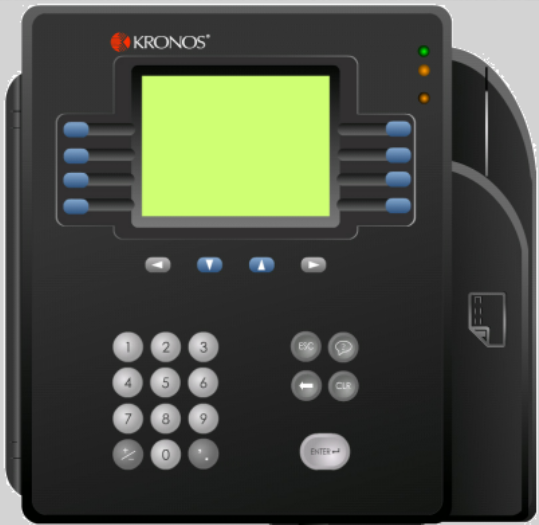 KRONOS®
1 2 3
ESC ?
4 5 6
CLR
7 8 9
+/- 0 .
ENTER